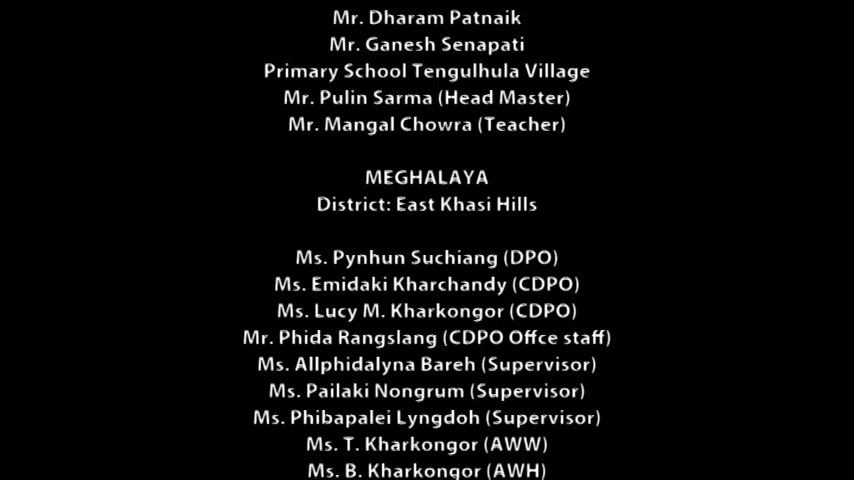 Mr. Dharam Patnaik
Mr. Ganesh Senapati
Primary School Tengulhula Village
Mr. Pulin Sarma (Head Master)
Mr. Mangal Chowra (Teacher)
MEGHALAYA
District: East Khasi Hills
Ms. Pynhun Suchiang (DPO)
Ms. Emidaki Kharchandy (CDPO)
Ms. Lucy M. Kharkongor (CDPO)
Mr. Phida Rangslang (CDPO Offce staff)
Ms. Allphidalyna Bareh (Supervisor)
Ms. Pailaki Nongrum (Supervisor)
Ms. Phibapalei Lyngdoh (Supervisor)
Ms. T. Kharkongor (AWW)
Ms. B. Kharkongor (AWH)